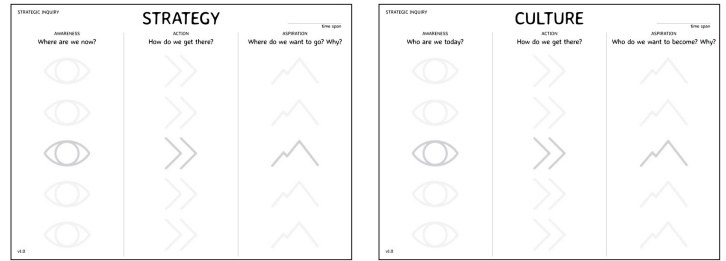 STRATEGIC INQUIRY
STRATEGY
time span
AWARENESS
Where are we now?
ACTION
How do we get there?
ASPIRATION
Where do we want to go? Why?
v1.0
STRATEGIC INQUIRY
CULTURE
time span
AWARENESS
Who are we today?
ACTION
How do we get there?
ASPIRATION
Who do we want to become? Why?
v1.0